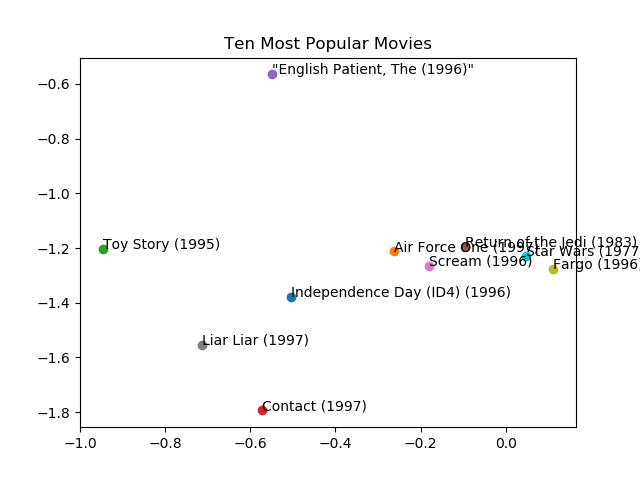 Ten Most Popular Movies
−0.6
−0.8
−1.0
−1.2
−1.4
−1.6
−1.8
"English Patient, The (1996)"
Toy Story (1995)
Return of the Jedi (1983)
Air Force One (1997)
Star Wars (1977
Scream (1996)
Fargo (1996)
Independence Day (ID4) (1996)
Liar Liar (1997)
Contact (1997)
−1.0 −0.8 −0.6 −0.4 −0.2 0.0